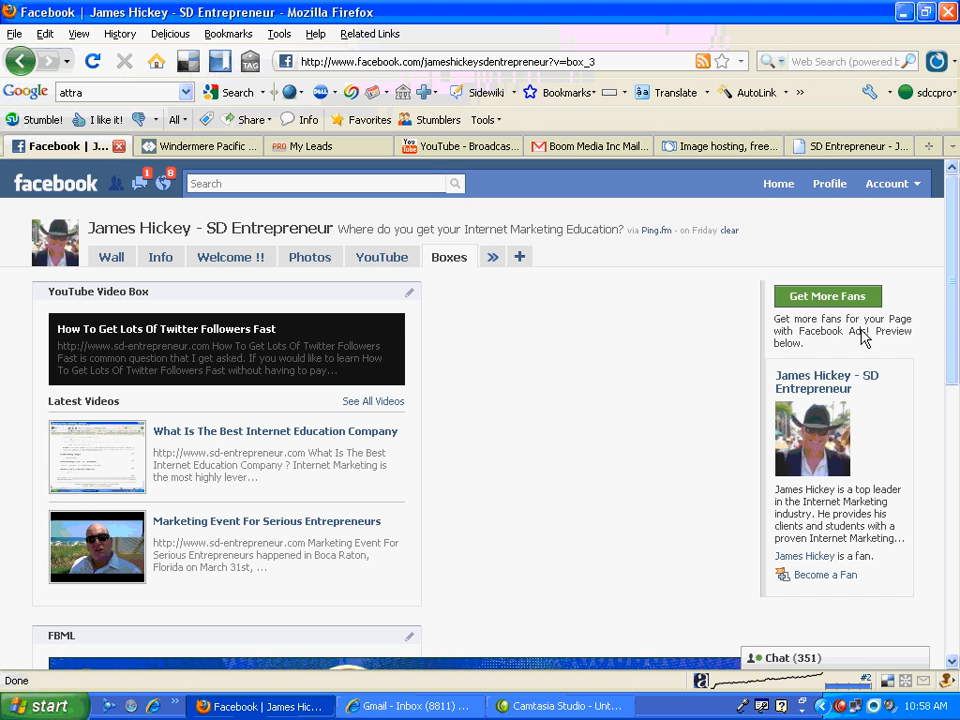 Facebook | James Hickey - SD Entrepreneur - Mozilla Firefox
File Edit View History Delicious Bookmarks Tools Help Related Links
TAG http://www.facebook.com/jameshickeysdentrepreneur?v=box_3 Web Search (powered b
Google attra Search Sidewiki Bookmarks Translate AutoLink sdccpro
Stumble! I like it! All Share Info Favorites Stumblers Tools
Facebook | J... Windermere Pacific ... PRO My Leads YouTube - Broadcas... Boom Media Inc Mail... Image hosting, free... SD Entrepreneur - J...
facebook 1 8 Search Home Profile Account
James Hickey - SD Entrepreneur Where do you get your Internet Marketing Education? via Ping.fm - on Friday clear
Wall Info Welcome !! Photos YouTube Boxes » +
YouTube Video Box
How To Get Lots Of Twitter Followers Fast
http://www.sd-entrepreneur.com How To Get Lots Of Twitter Followers
Fast is common question that I get asked. If you would like to learn How
To Get Lots Of Twitter Followers Fast without having to pay...
Latest Videos See All Videos
What Is The Best Internet Education Company
http://www.sd-entrepreneur.com What Is The Best
Internet Education Company ? Internet Marketing is
the most highly lever...
Marketing Event For Serious Entrepreneurs
http://www.sd-entrepreneur.com Marketing Event For
Serious Entrepreneurs happened in Boca Raton,
Florida on March 31st, ...
FBML
Get More Fans
Get more fans for your Page
with Facebook Ads! Preview
below.
James Hickey - SD
Entrepreneur
James Hickey is a top leader
in the Internet Marketing
industry. He provides his
clients and students with a
proven Internet Marketing...
James Hickey is a fan.
Become a Fan
Chat (351)
Done #2
start Facebook | James Hic... Gmail - Inbox (8811) ... Camtasia Studio - Unt... 10:58 AM